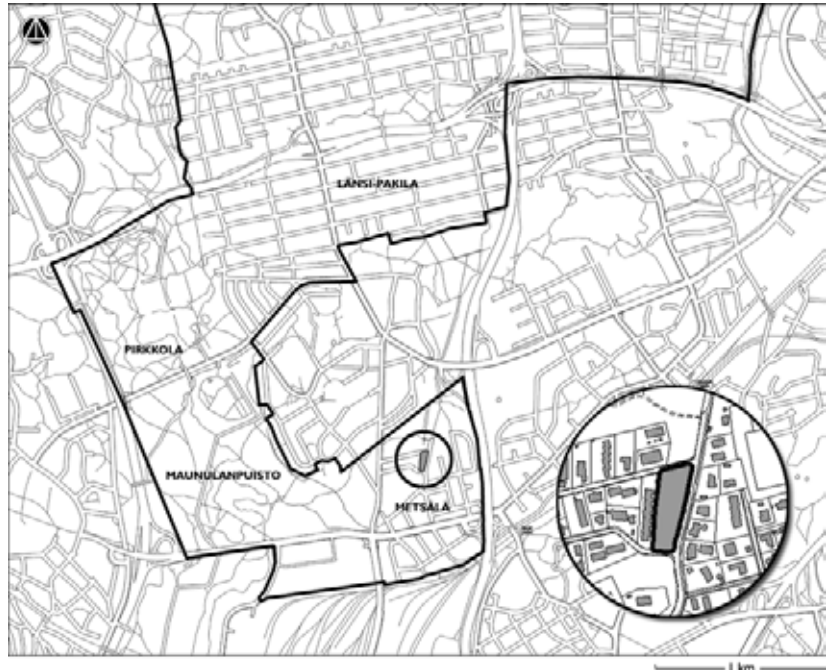 LÄNSI-PAKILA
PIRKKOLA
MAUNULANPUISTO
METSÄLÄ
1 km